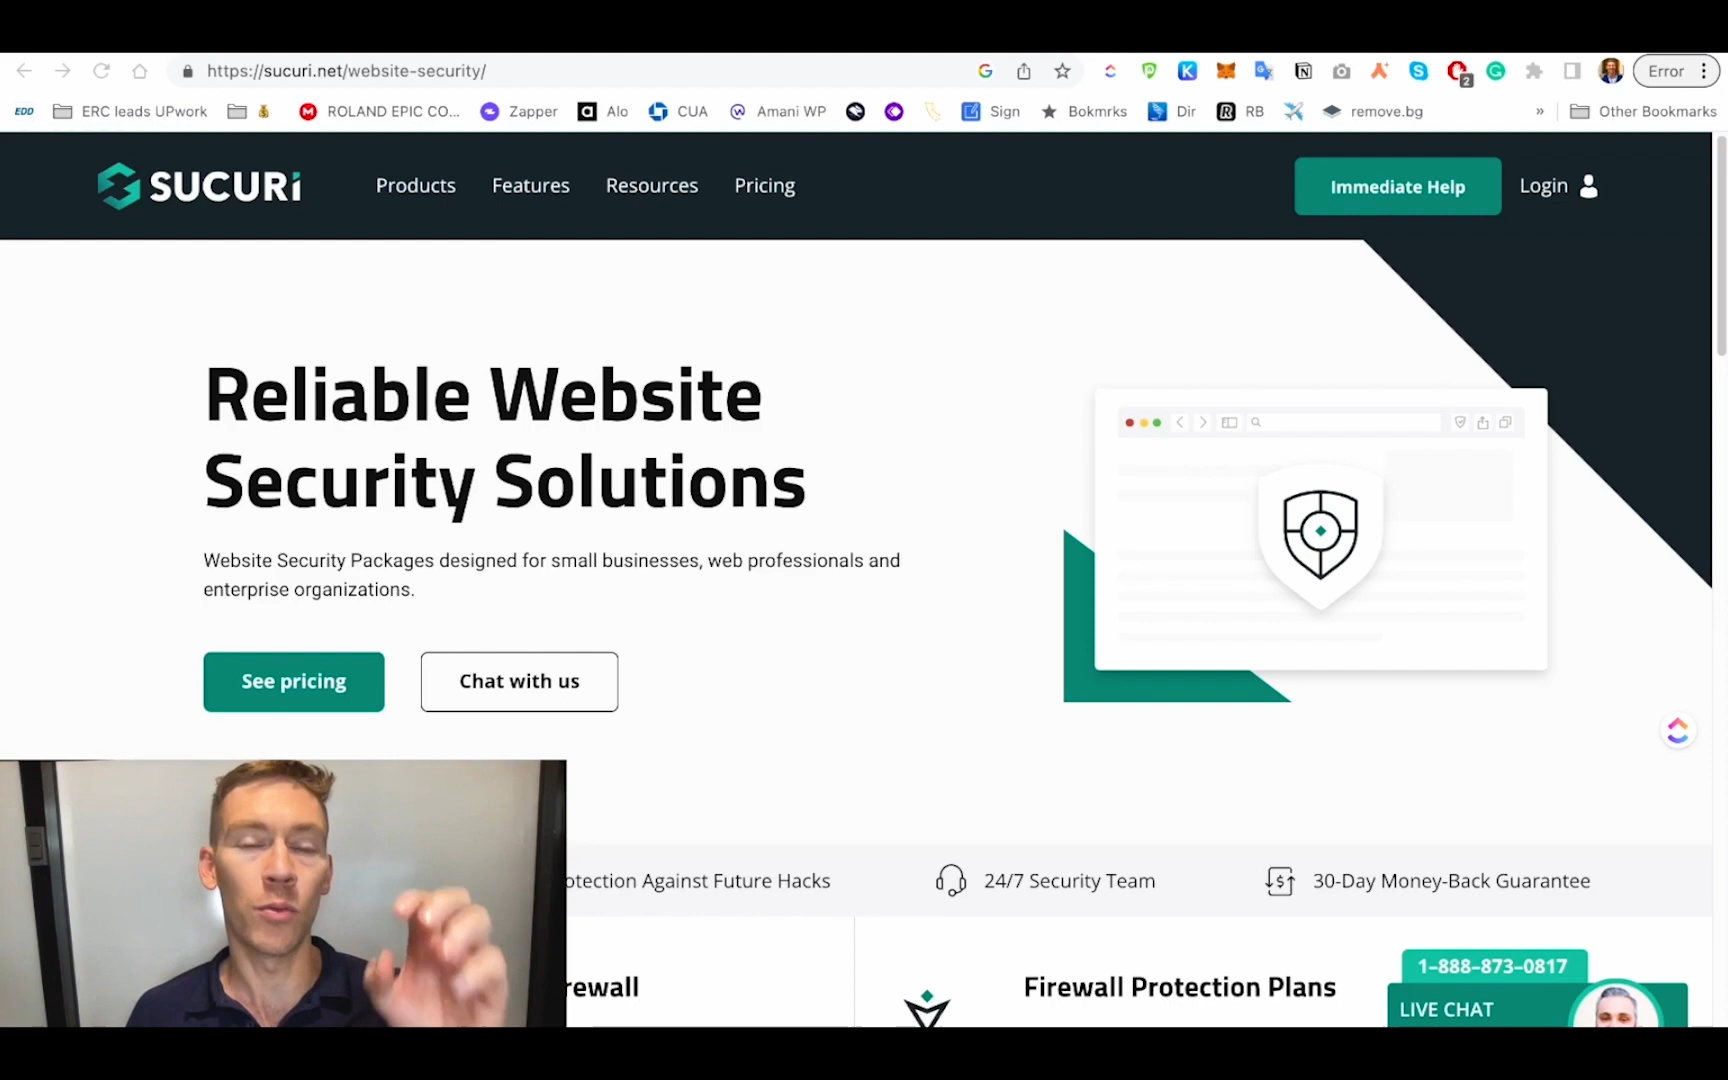 https://sucuri.net/website-security/
Error
2
EDD
ERC leads UPwork
ROLAND EPIC CO...
Zapper
Alo
CUA
Amani WP
Sign
Bokmrks
Dir
RB
remove.bg
»
Other Bookmarks
SUCURi
Products
Features
Resources
Pricing
Immediate Help
Login
Reliable Website
Security Solutions
Website Security Packages designed for small businesses, web professionals and
enterprise organizations.
See pricing
Chat with us
otection Against Future Hacks
24/7 Security Team
30-Day Money-Back Guarantee
rewall
Firewall Protection Plans
1-888-873-0817
LIVE CHAT